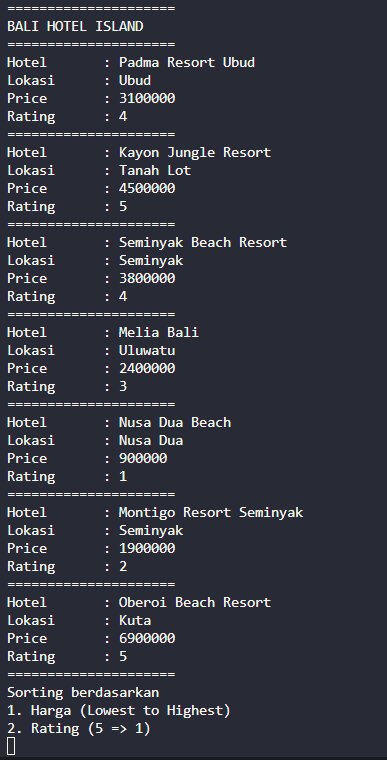 =====================
BALI HOTEL ISLAND
=====================
Hotel       : Padma Resort Ubud
Lokasi      : Ubud
Price       : 3100000
Rating      : 4
=====================
Hotel       : Kayon Jungle Resort
Lokasi      : Tanah Lot
Price       : 4500000
Rating      : 5
=====================
Hotel       : Seminyak Beach Resort
Lokasi      : Seminyak
Price       : 3800000
Rating      : 4
=====================
Hotel       : Melia Bali
Lokasi      : Uluwatu
Price       : 2400000
Rating      : 3
=====================
Hotel       : Nusa Dua Beach
Lokasi      : Nusa Dua
Price       : 900000
Rating      : 1
=====================
Hotel       : Montigo Resort Seminyak
Lokasi      : Seminyak
Price       : 1900000
Rating      : 2
=====================
Hotel       : Oberoi Beach Resort
Lokasi      : Kuta
Price       : 6900000
Rating      : 5
=====================
Sorting berdasarkan
1. Harga (Lowest to Highest)
2. Rating (5 => 1)